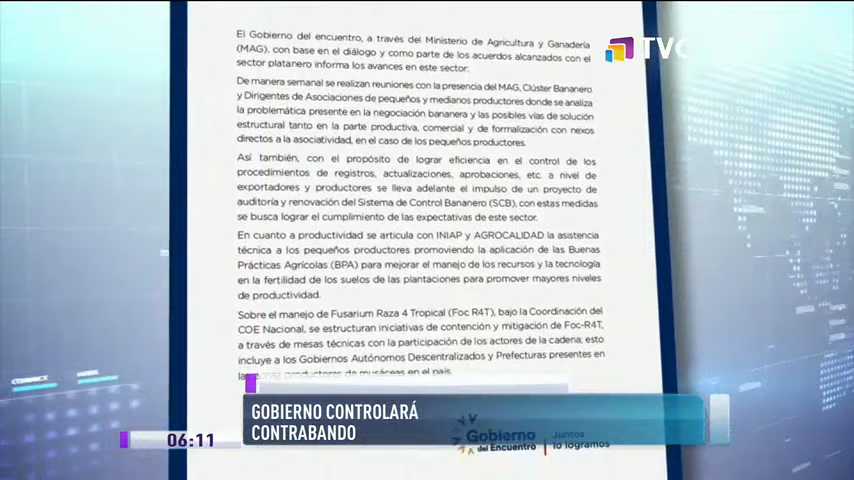 El Gobierno del encuentro, a través del Ministerio de Agricultura y Ganadería
(MAG), con base en el diálogo y como parte de los acuerdos alcanzados con el
sector platanero informa los avances en este sector.
De manera semanal se realizan reuniones con la presencia del MAG, Clúster Bananero
y Dirigentes de Asociaciones de pequeños y medianos productores donde se analiza
la problemática presente en la negociación bananera y las posibles vías de solución
estructural tanto en la parte productiva, comercial y de formalización con nexos
directos a la asociatividad, en el caso de los pequeños productores.
Así también, con el propósito de lograr eficiencia en el control de los
procedimientos de registros, actualizaciones, aprobaciones, etc. a nivel de
exportadores y productores se lleva adelante el impulso de un proyecto de
auditoría y renovación del Sistema de Control Bananero (SCB), con estas medidas
se busca lograr el cumplimiento de las expectativas de este sector.
En cuanto a productividad se articula con INIAP y AGROCALIDAD la asistencia
técnica a los pequeños productores promoviendo la aplicación de las Buenas
Prácticas Agrícolas (BPA) para mejorar el manejo de los recursos y la tecnología
en la fertilidad de los suelos de las plantaciones para promover mayores niveles
de productividad.
Sobre el manejo de Fusarium Raza 4 Tropical (Foc R4T), bajo la Coordinación del
COE Nacional, se estructuran iniciativas de contención y mitigación de Foc-R4T,
a través de mesas técnicas con la participación de los actores de la cadena; esto
incluye a los Gobiernos Autónomos Descentralizados y Prefecturas presentes en
productoras de musáceas en el país.
TV
GOBIERNO CONTROLARÁ
CONTRABANDO
06:11
Gobierno
del Encuentro
Juntos
lo logramos